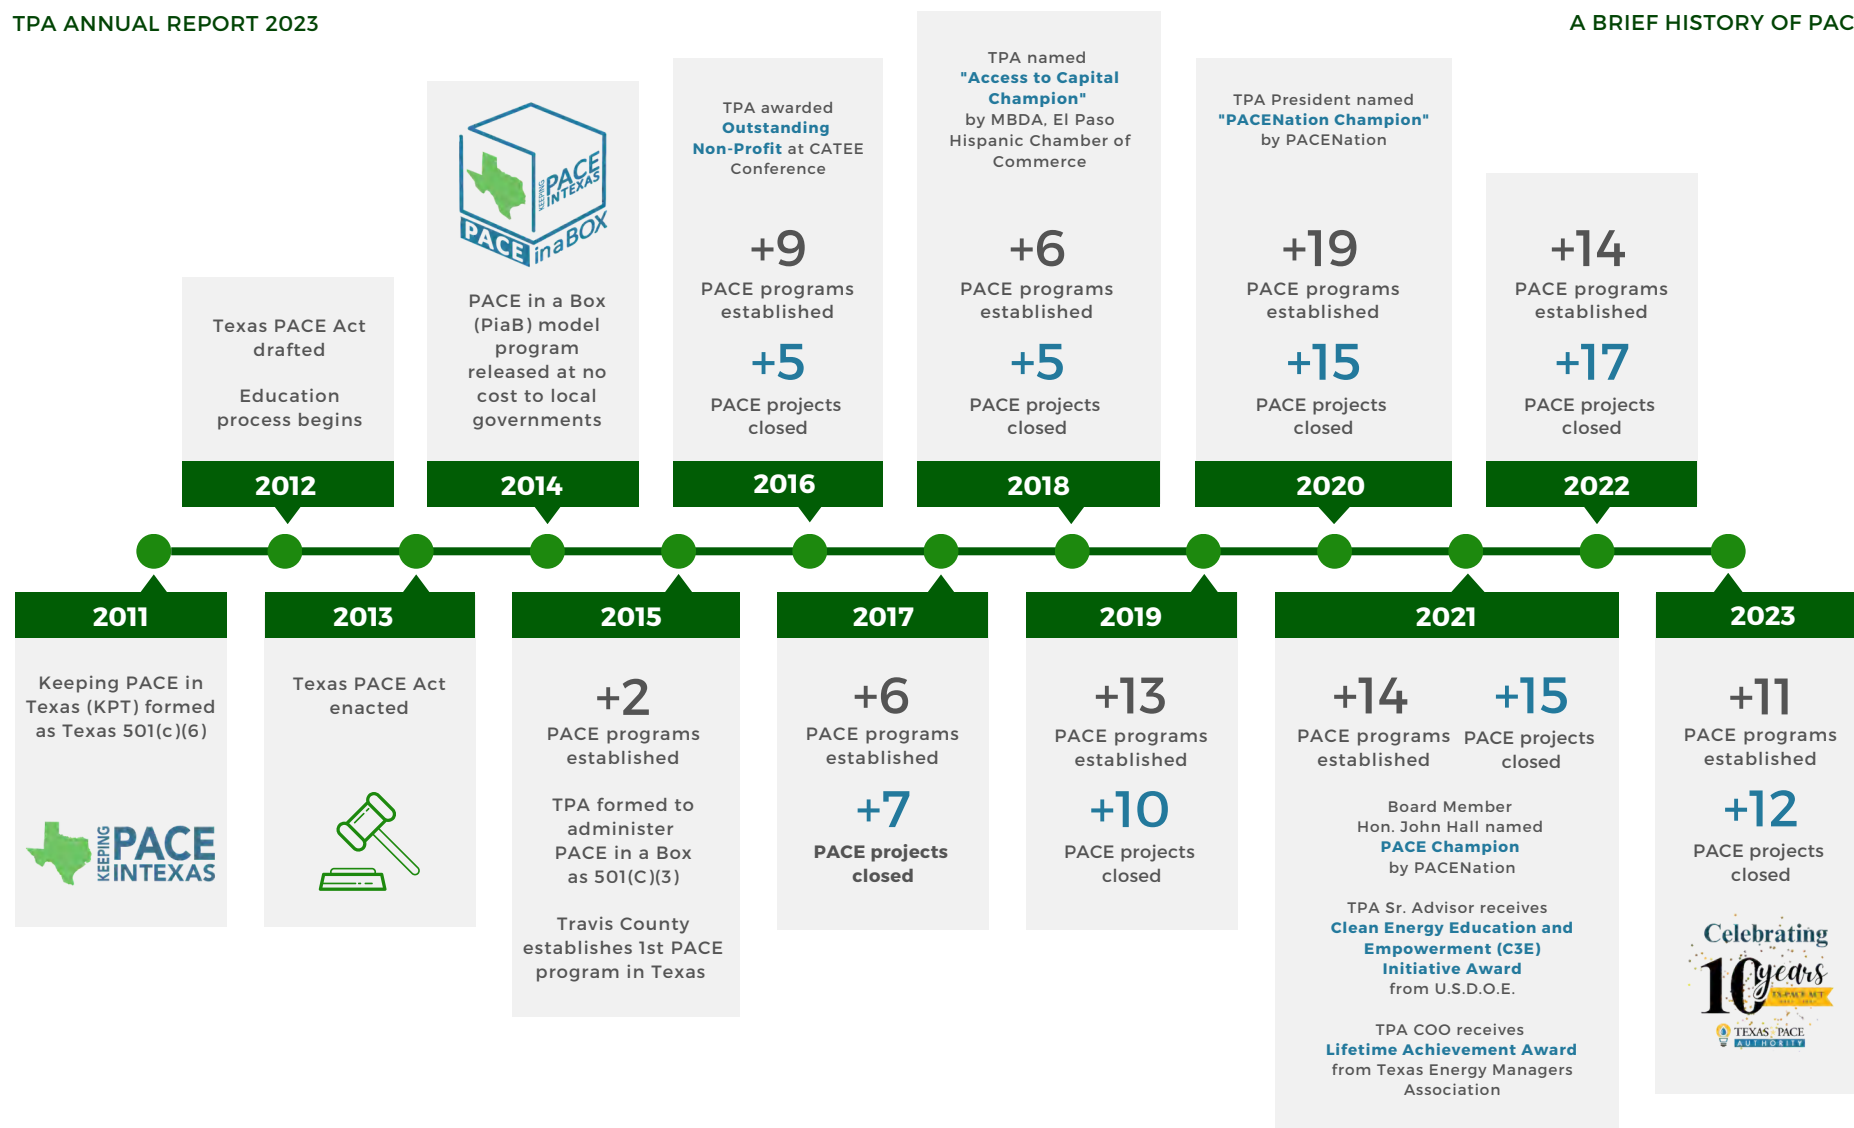 TPA ANNUAL REPORT 2023
A BRIEF HISTORY OF PAC
Texas PACE Act
drafted
Education
process begins
2012
KEEPING
PACE
INTEXAS
PACE
in a BOX
PACE in a Box
(PiaB) model
program
released at no
cost to local
governments
2014
TPA awarded
Outstanding
Non-Profit at CATEE
Conference
+9
PACE programs
established
+5
PACE projects
closed
2016
TPA named
"Access to Capital
Champion"
by MBDA, El Paso
Hispanic Chamber of
Commerce
+6
PACE programs
established
+5
PACE projects
closed
2018
TPA President named
"PACENation Champion"
by PACENation
+19
PACE programs
established
+15
PACE projects
closed
2020
+14
PACE programs
established
+17
PACE projects
closed
2022
2011
Keeping PACE in
Texas (KPT) formed
as Texas 501(c)(6)
KEEPING
PACE
INTEXAS
2013
Texas PACE Act
enacted
2015
+2
PACE programs
established
TPA formed to
administer
PACE in a Box
as 501(C)(3)
Travis County
establishes 1st PACE
program in Texas
2017
+6
PACE programs
established
+7
PACE projects
closed
2019
+13
PACE programs
established
+10
PACE projects
closed
2021
+14
PACE programs
established
+15
PACE projects
closed
Board Member
Hon. John Hall named
PACE Champion
by PACENation
TPA Sr. Advisor receives
Clean Energy Education and
Empowerment (C3E)
Initiative Award
from U.S.D.O.E.
TPA COO receives
Lifetime Achievement Award
from Texas Energy Managers
Association
2023
+11
PACE programs
established
+12
PACE projects
closed
Celebrating
10 years
TX-PACE ACT
TEXAS PACE
AUTHORITY